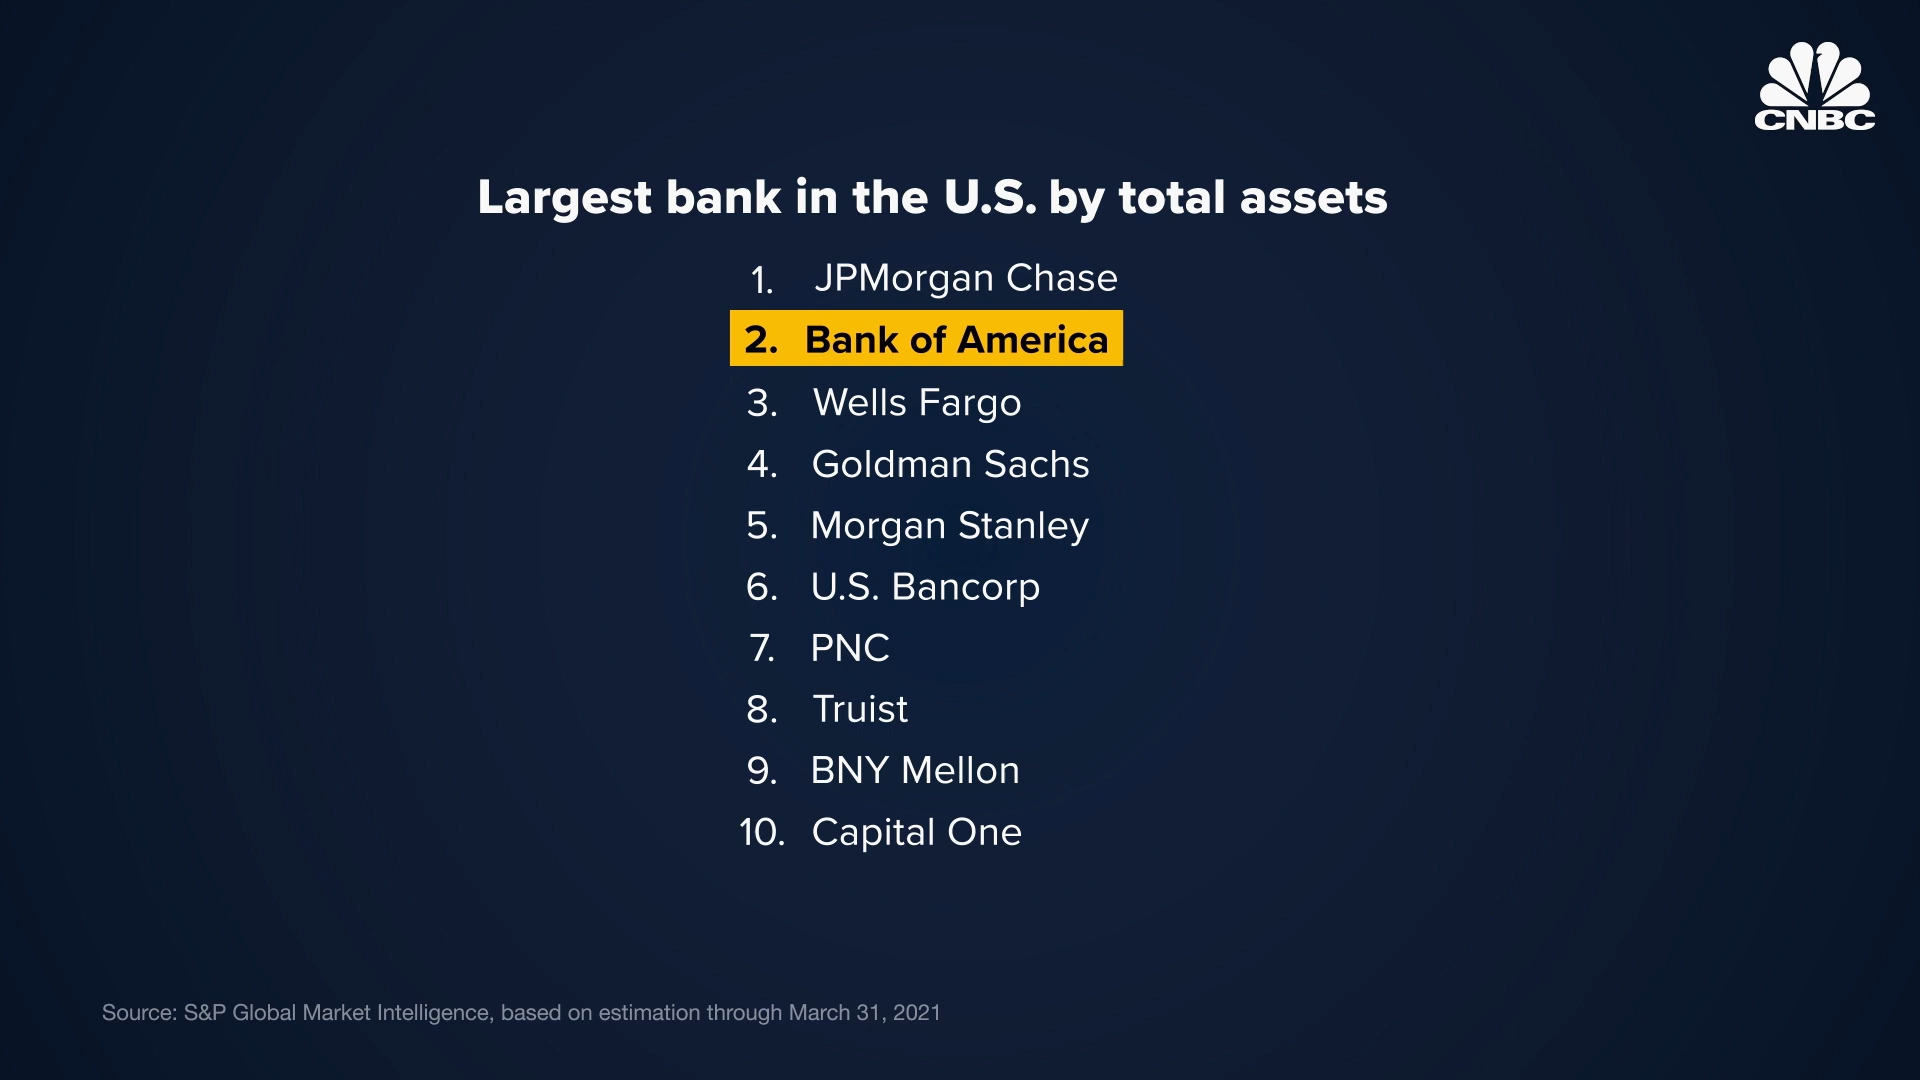 CNBC
Largest bank in the U.S. by total assets
1. JPMorgan Chase
2. Bank of America
3. Wells Fargo
4. Goldman Sachs
5. Morgan Stanley
6. U.S. Bancorp
7. PNC
8. Truist
9. BNY Mellon
10. Capital One
Source: S&P Global Market Intelligence, based on estimation through March 31, 2021